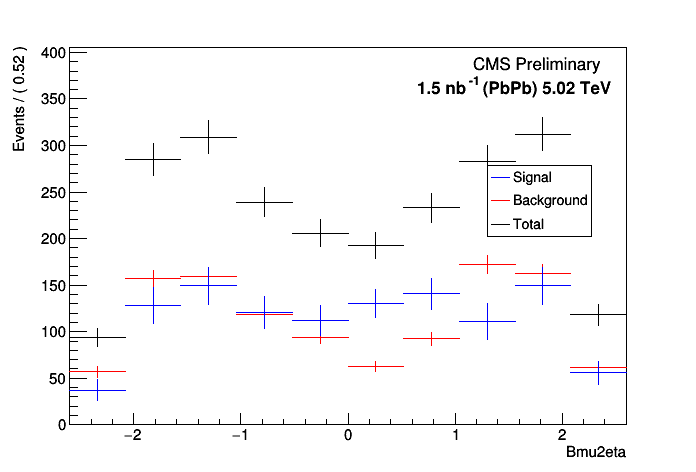 CMS Preliminary
1.5 nb-1 (PbPb) 5.02 TeV
Events / ( 0.52 )
400
350
300
250
200
150
100
50
0
Signal
Background
Total
−2 −1 0 1 2
Bmu2eta